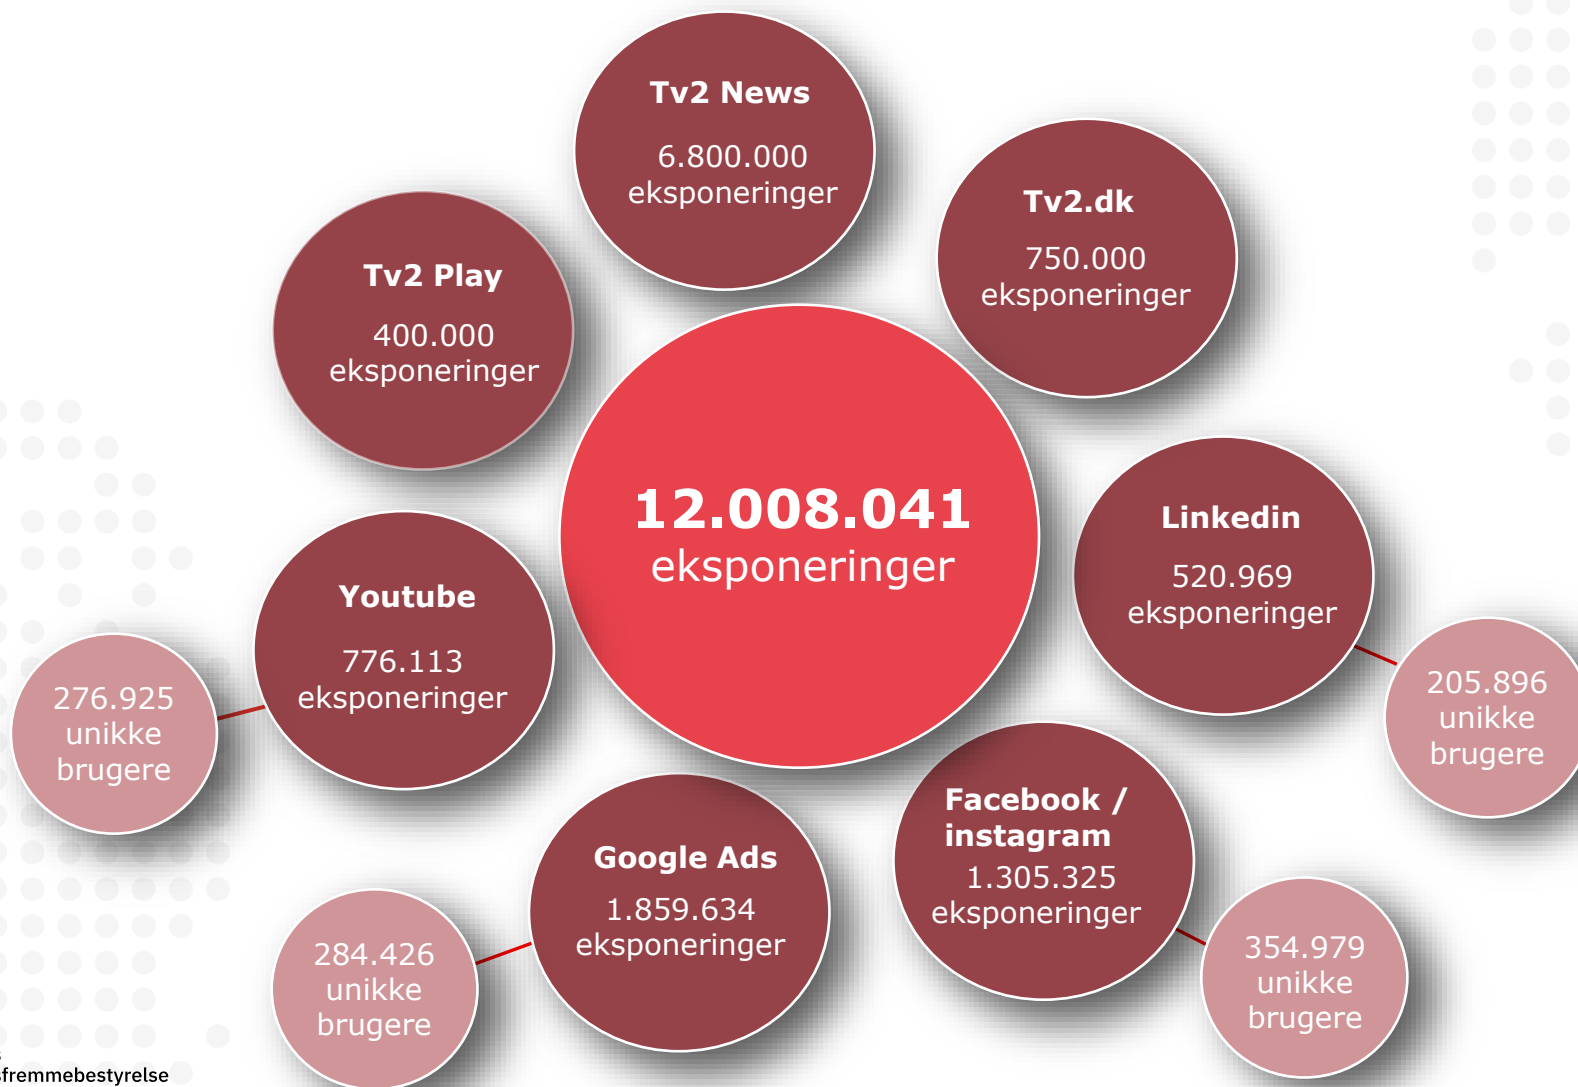 Tv2 News
6.800.000
eksponeringer
Tv2.dk
750.000
eksponeringer
Tv2 Play
400.000
eksponeringer
12.008.041
eksponeringer
Linkedin
520.969
eksponeringer
205.896
unikke
brugere
Youtube
776.113
eksponeringer
276.925
unikke
brugere
Facebook /
instagram
1.305.325
eksponeringer
354.979
unikke
brugere
Google Ads
1.859.634
eksponeringer
284.426
unikke
brugere